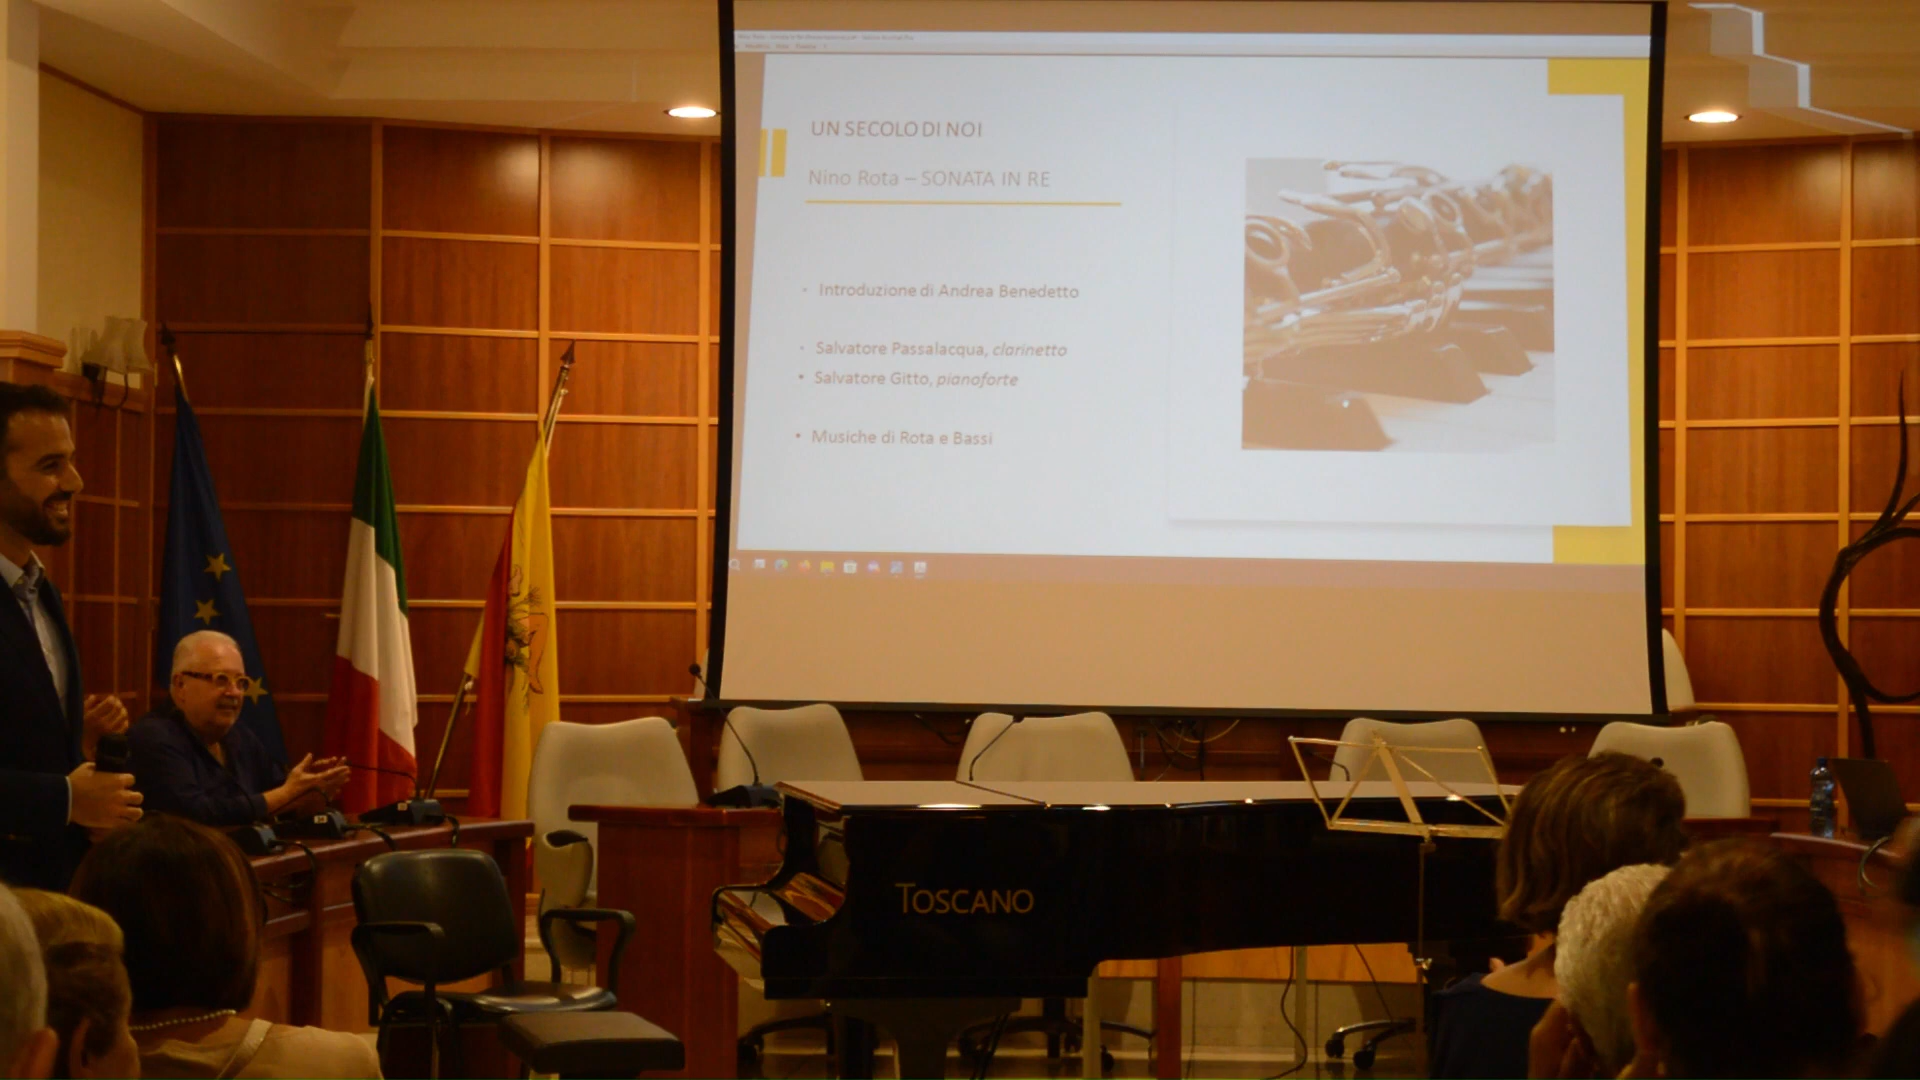 UN SECOLO DI NOI
Nino Rota – SONATA IN RE
• Introduzione di Andrea Benedetto
• Salvatore Passalacqua, clarinetto
• Salvatore Gitto, pianoforte
• Musiche di Rota e Bassi
TOSCANO